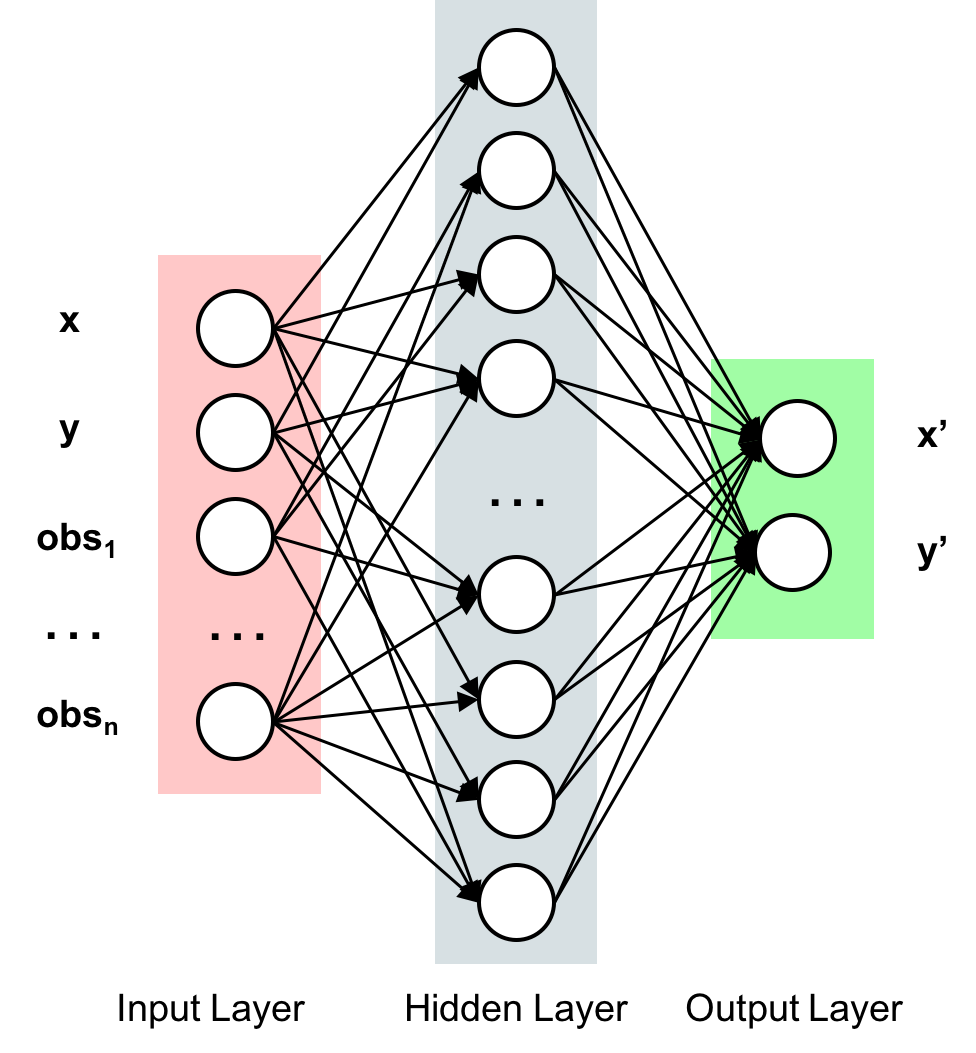 x
y
obs1
...
obsn
...
...
x’
y’
Input Layer
Hidden Layer
Output Layer